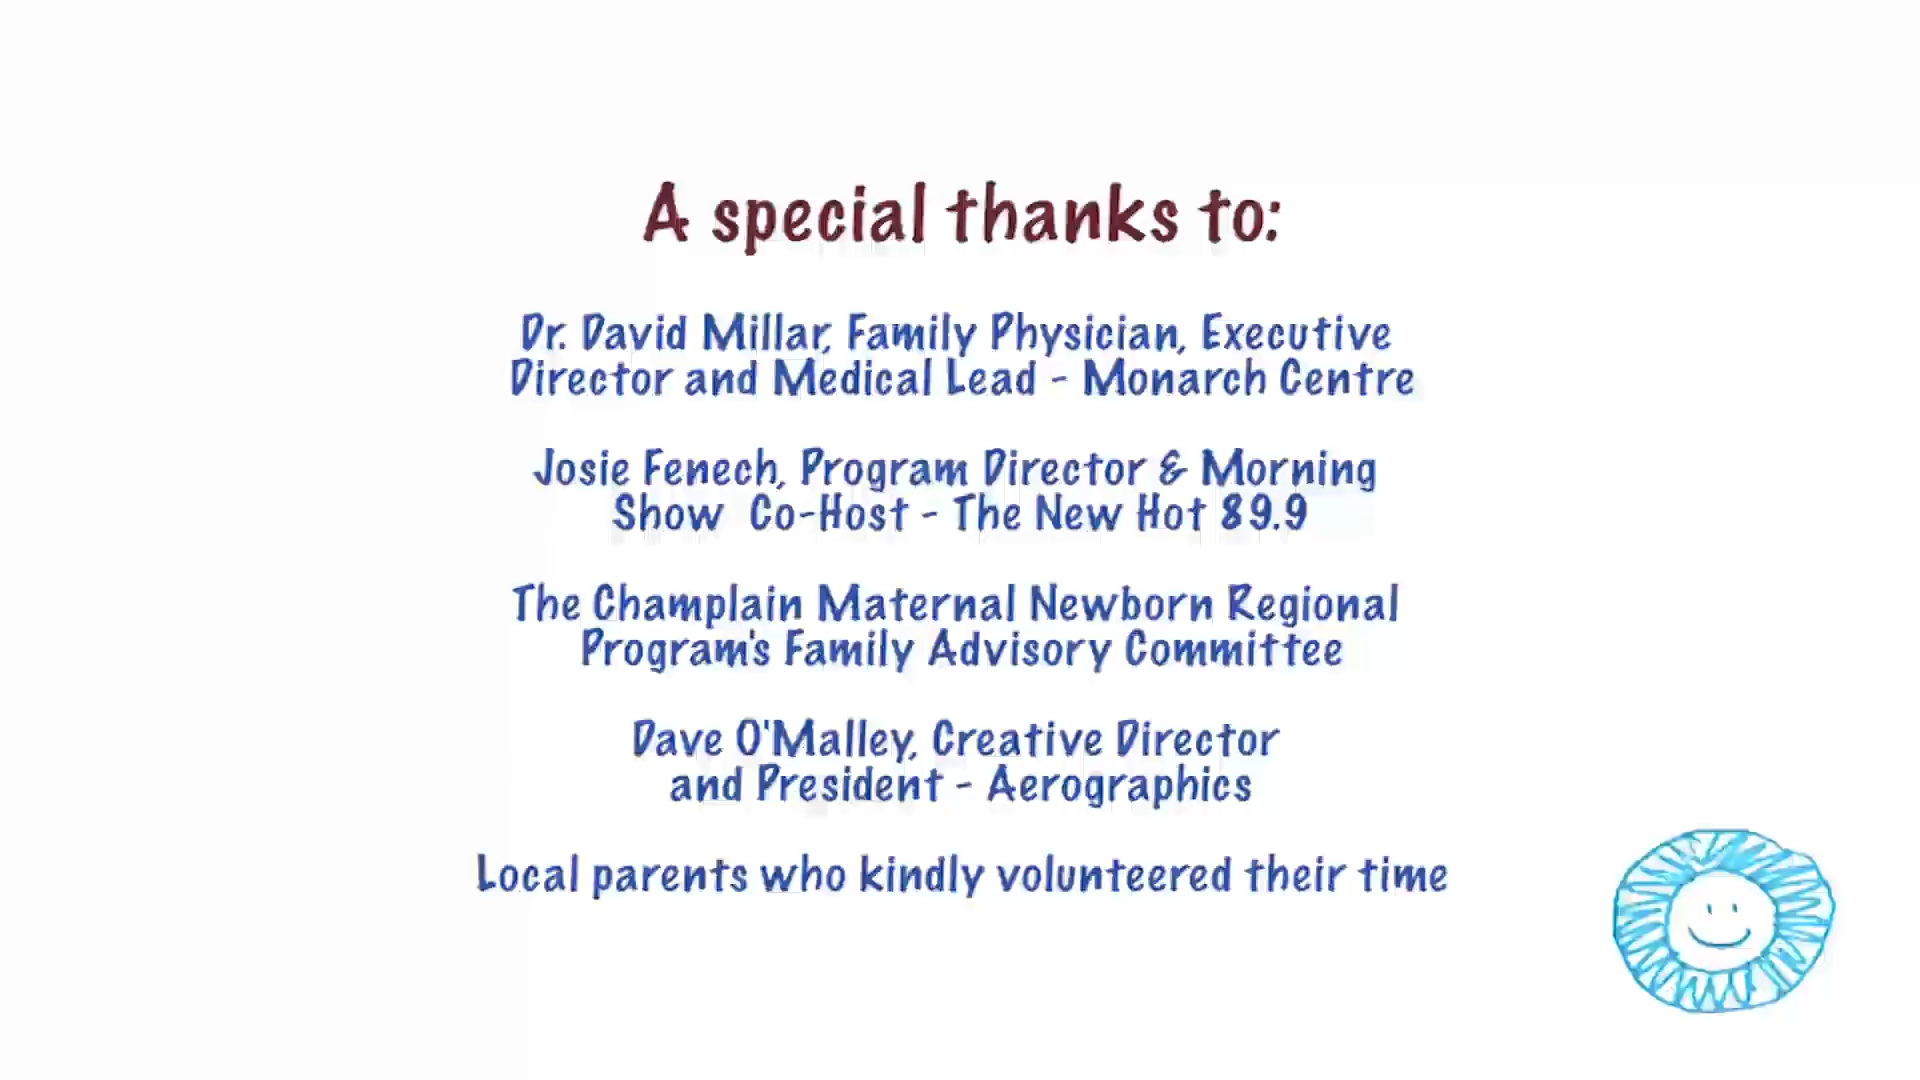 A special thanks to:
Dr. David Millar, Family Physician, Executive
Director and Medical Lead - Monarch Centre
Josie Fenech, Program Director & Morning
Show  Co-Host - The New Hot 89.9
The Champlain Maternal Newborn Regional
Program's Family Advisory Committee
Dave O'Malley, Creative Director
and President - Aerographics
Local parents who kindly volunteered their time